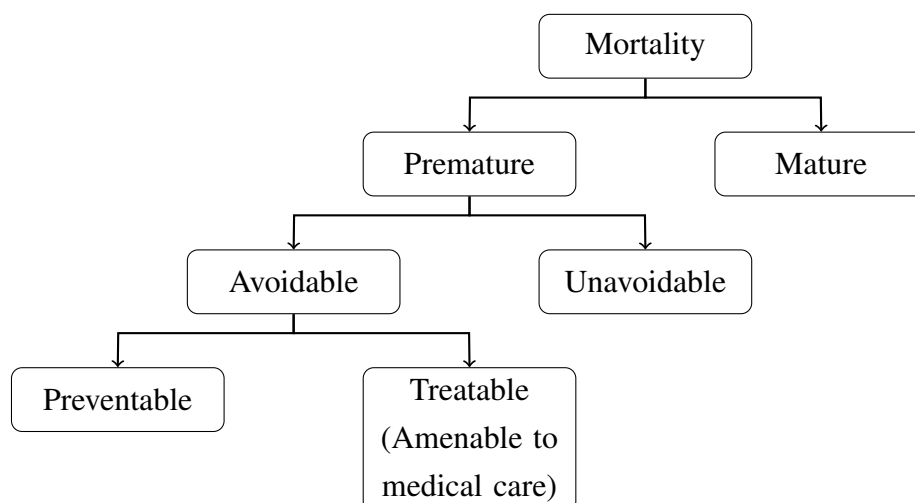 Mortality
Premature
Mature
Avoidable
Unavoidable
Preventable
Treatable
(Amenable to
medical care)